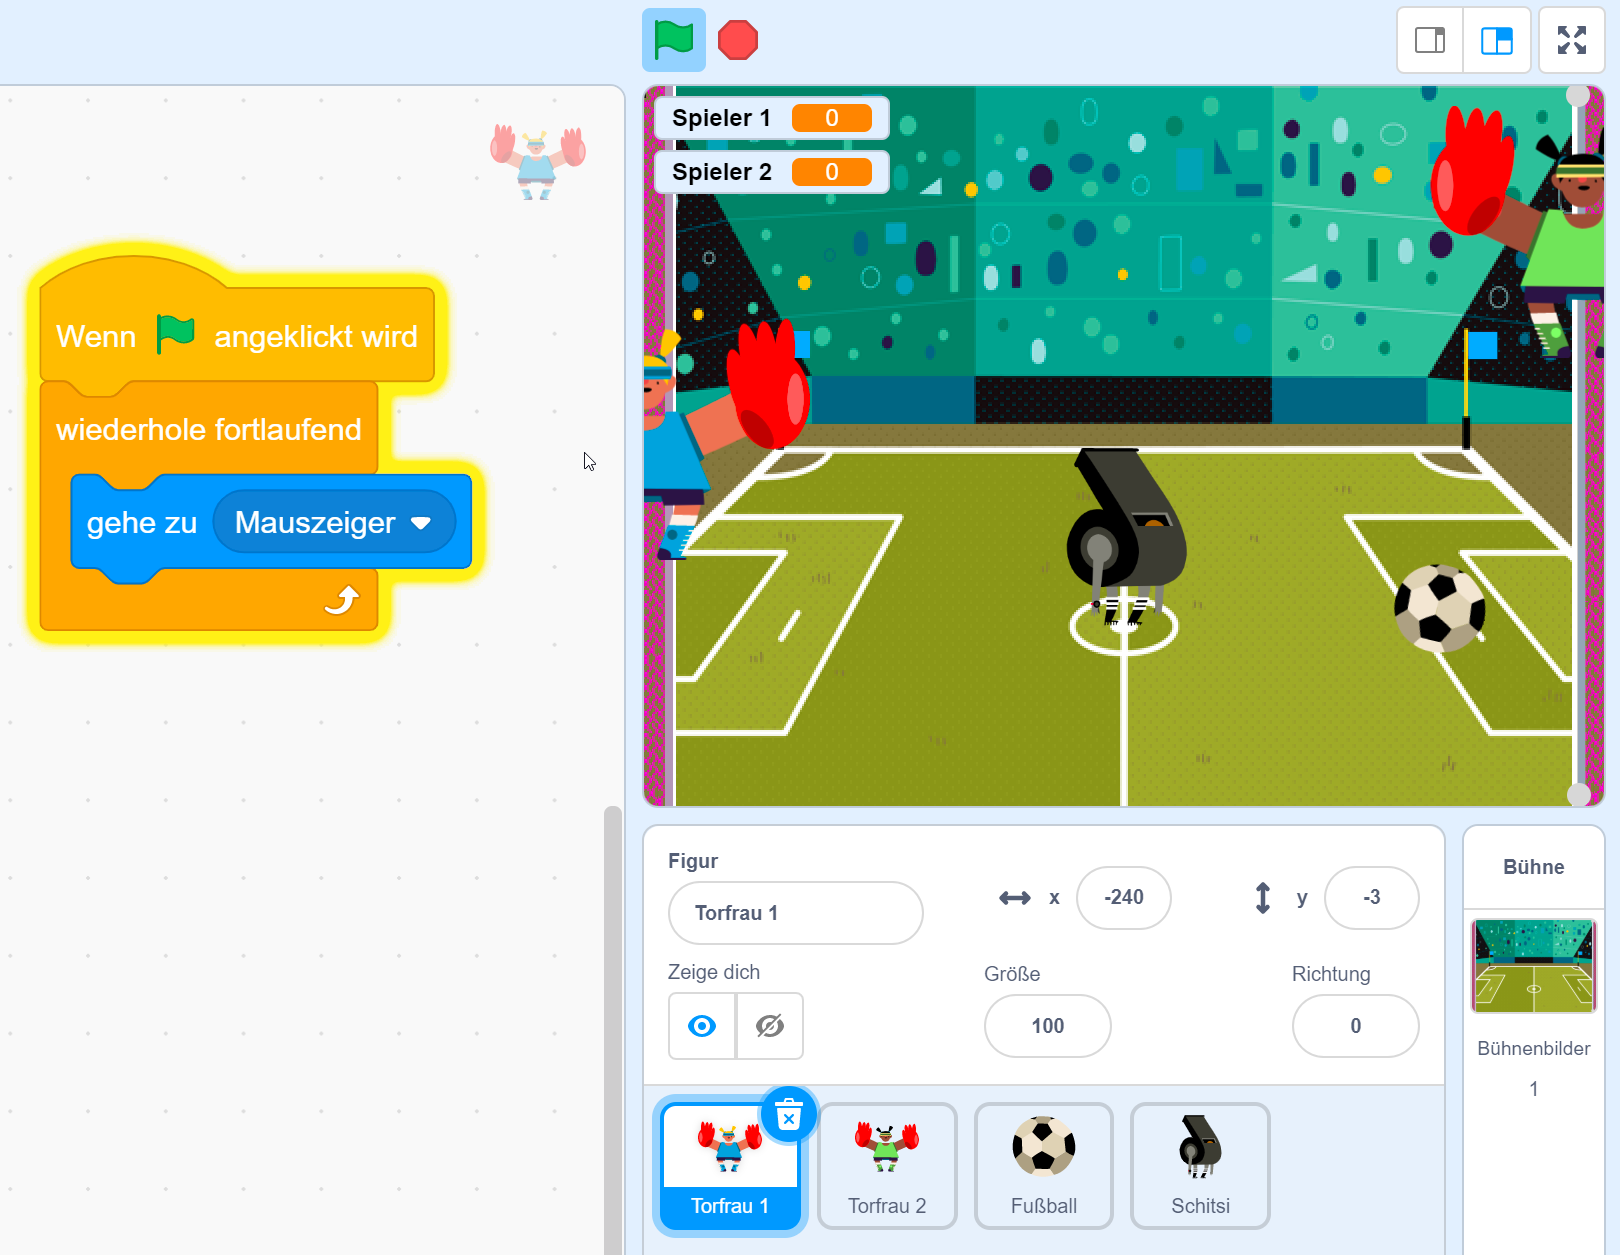 Spieler 1 0
Spieler 2 0
Wenn angeklickt wird
wiederhole fortlaufend
gehe zu Mauszeiger
Figur
Torfrau 1
x -240
y -3
Zeige dich
Größe
100
Richtung
0
Torfrau 1
Torfrau 2
Fußball
Schitsi
Bühne
Bühnenbilder
1